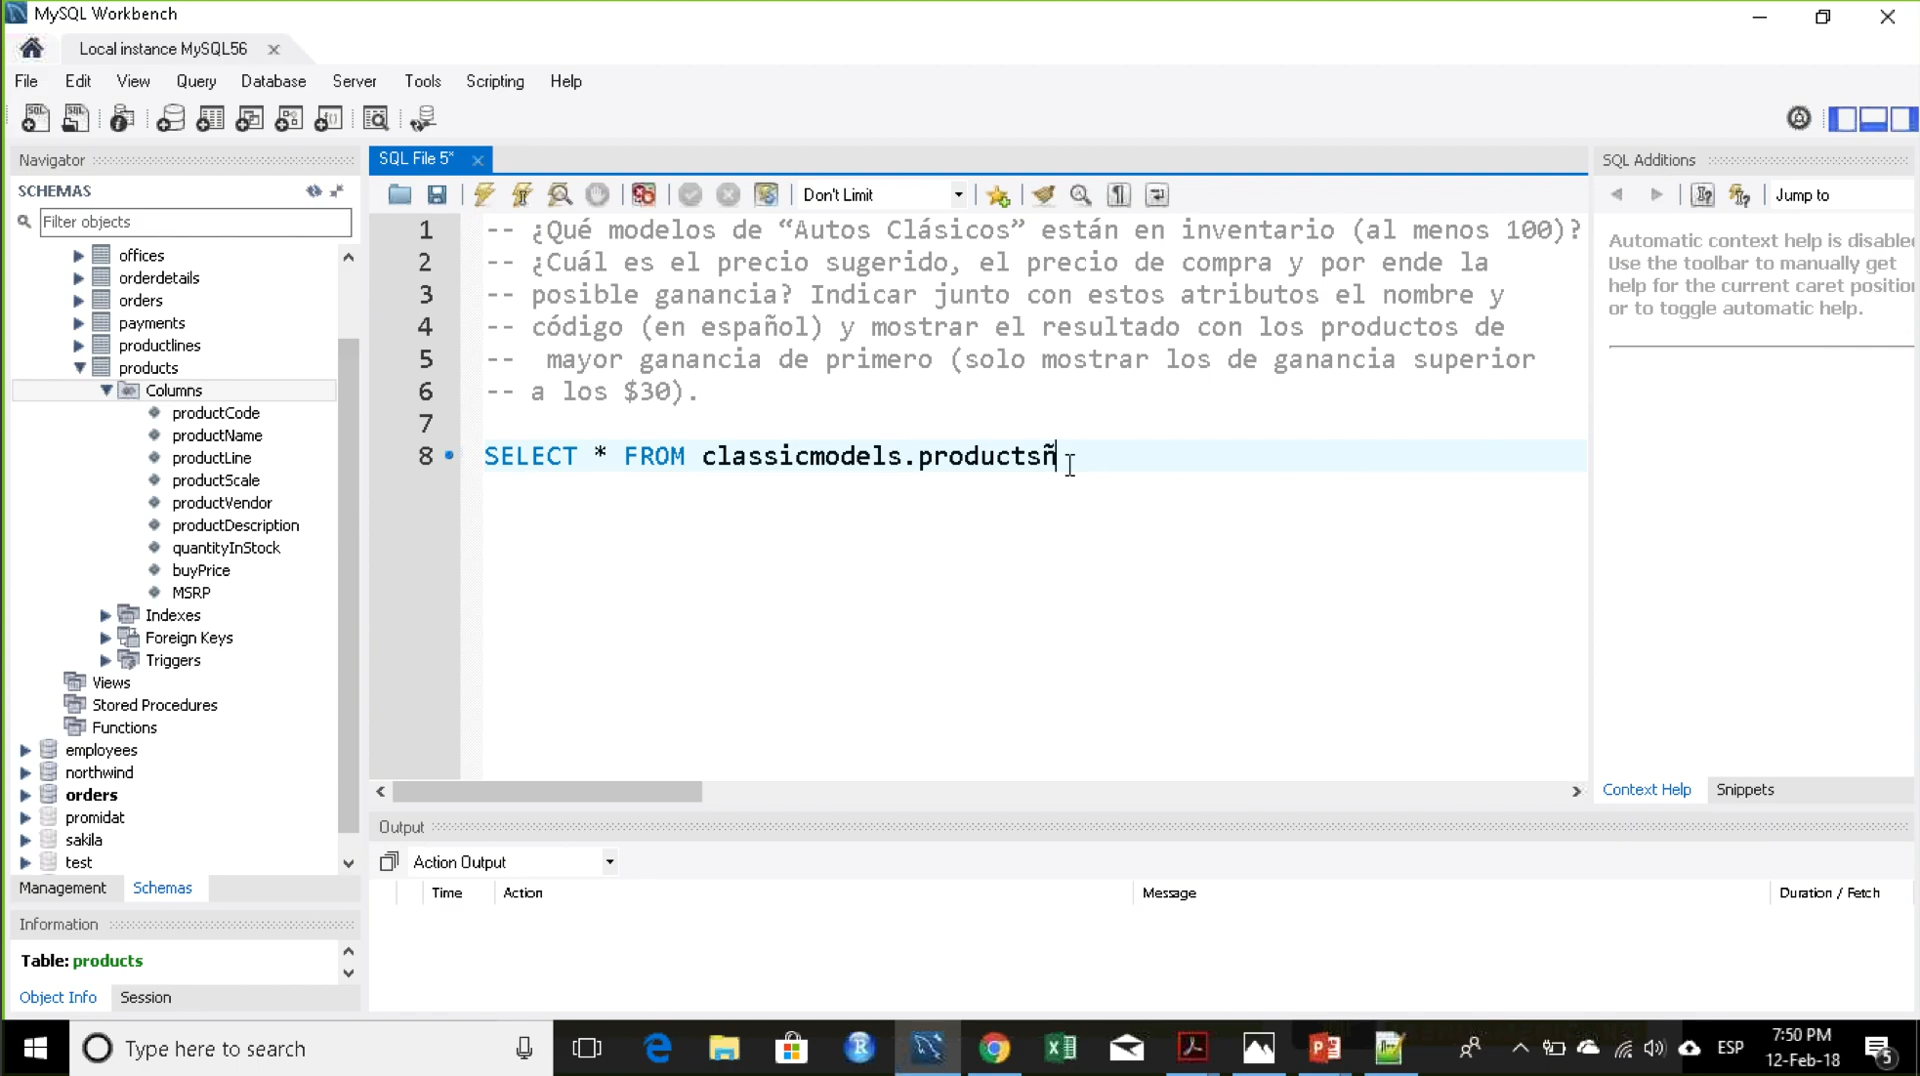 MySQL Workbench
Local instance MySQL56
File Edit View Query Database Server Tools Scripting Help
Navigator
SCHEMAS
Filter objects
offices
orderdetails
orders
payments
productlines
products
Columns
productCode
productName
productLine
productScale
productVendor
productDescription
quantityInStock
buyPrice
MSRP
Indexes
Foreign Keys
Triggers
Views
Stored Procedures
Functions
employees
northwind
orders
promidat
sakila
test
Management Schemas
Information
Table: products
Object Info Session
SQL File 5*
Don't Limit
1 -- ¿Qué modelos de “Autos Clásicos” están en inventario (al menos 100)?
2 -- ¿Cuál es el precio sugerido, el precio de compra y por ende la
3 -- posible ganancia? Indicar junto con estos atributos el nombre y
4 -- código (en español) y mostrar el resultado con los productos de
5 --  mayor ganancia de primero (solo mostrar los de ganancia superior
6 -- a los $30).
7
8 SELECT * FROM classicmodels.productsñ
SQL Additions
Jump to
Automatic context help is disable
Use the toolbar to manually get
help for the current caret positio
or to toggle automatic help.
Context Help Snippets
Output
Action Output
Time Action Message Duration / Fetch
Type here to search
ESP
7:50 PM
12-Feb-18
5